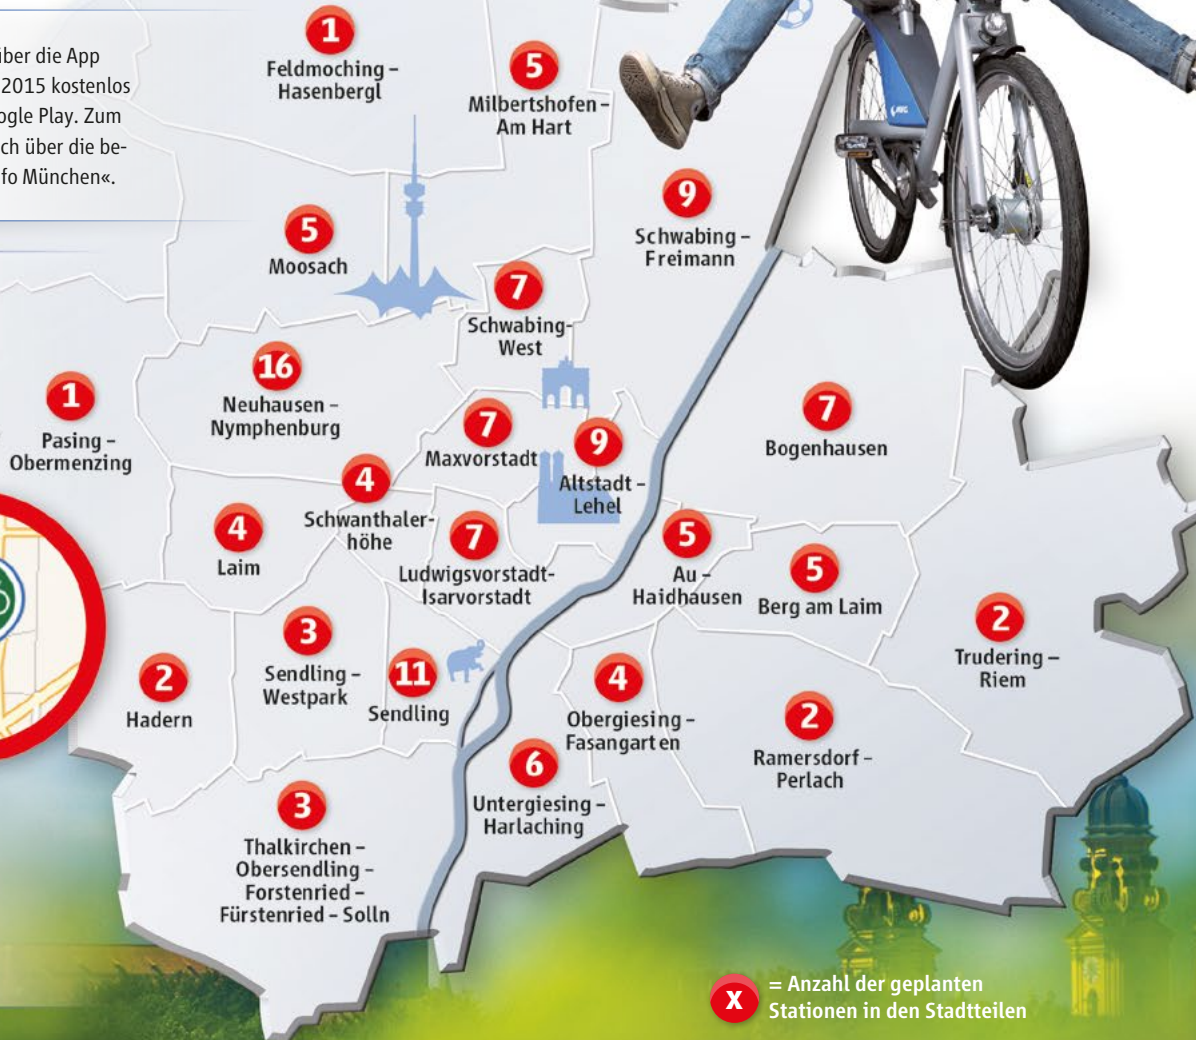 über die App
2015 kostenlos
ogle Play. Zum
ch über die be-
fo München«.
1
Feldmoching –
Hasenbergl
5
Milbertshofen –
Am Hart
9
Schwabing –
Freimann
5
Moosach
7
Schwabing-
West
16
Neuhausen –
Nymphenburg
1
Pasing –
Obermenzing
7
Maxvorstadt
9
Altstadt –
Lehel
7
Bogenhausen
4
Schwanthaler-
höhe
4
Laim
7
Ludwigsvorstadt-
Isarvorstadt
5
Au –
Haidhausen
5
Berg am Laim
2
Trudering –
Riem
3
Sendling –
Westpark
11
Sendling
2
Hadern
4
Obergiesing –
Fasangarten
2
Ramersdorf –
Perlach
6
Untergiesing –
Harlaching
3
Thalkirchen –
Obersendling –
Forstenried –
Fürstenried – Solln
x
= Anzahl der geplanten
Stationen in den Stadtteilen
MVG